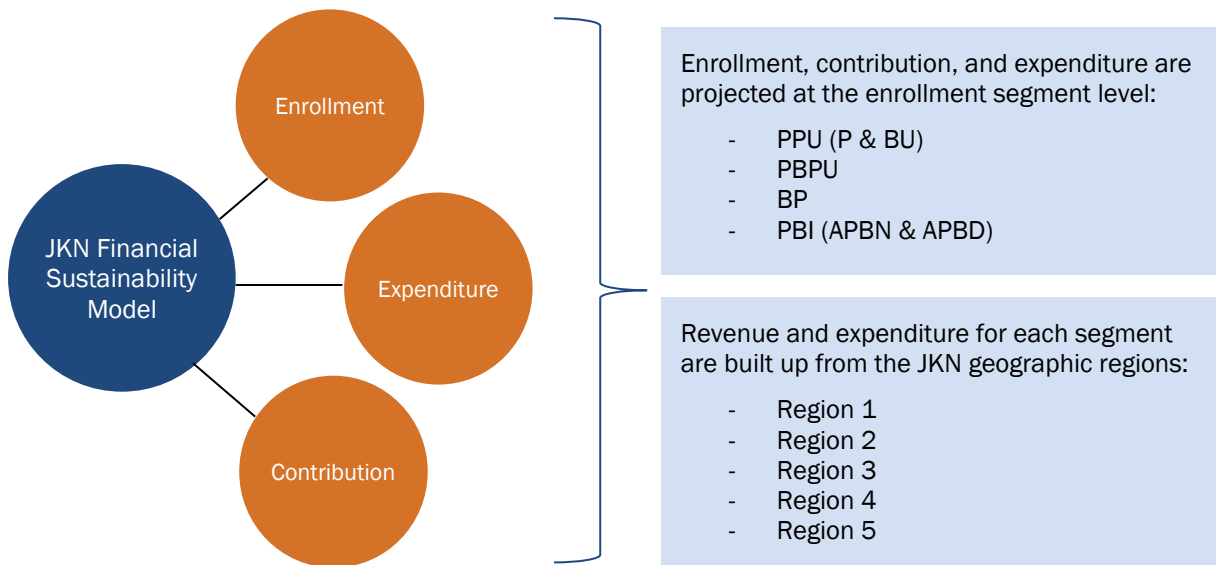 Enrollment
JKN Financial
Sustainability
Model
Expenditure
Contribution
Enrollment, contribution, and expenditure are
projected at the enrollment segment level:
- PPU (P & BU)
- PBPU
- BP
- PBI (APBN & APBD)
Revenue and expenditure for each segment
are built up from the JKN geographic regions:
- Region 1
- Region 2
- Region 3
- Region 4
- Region 5